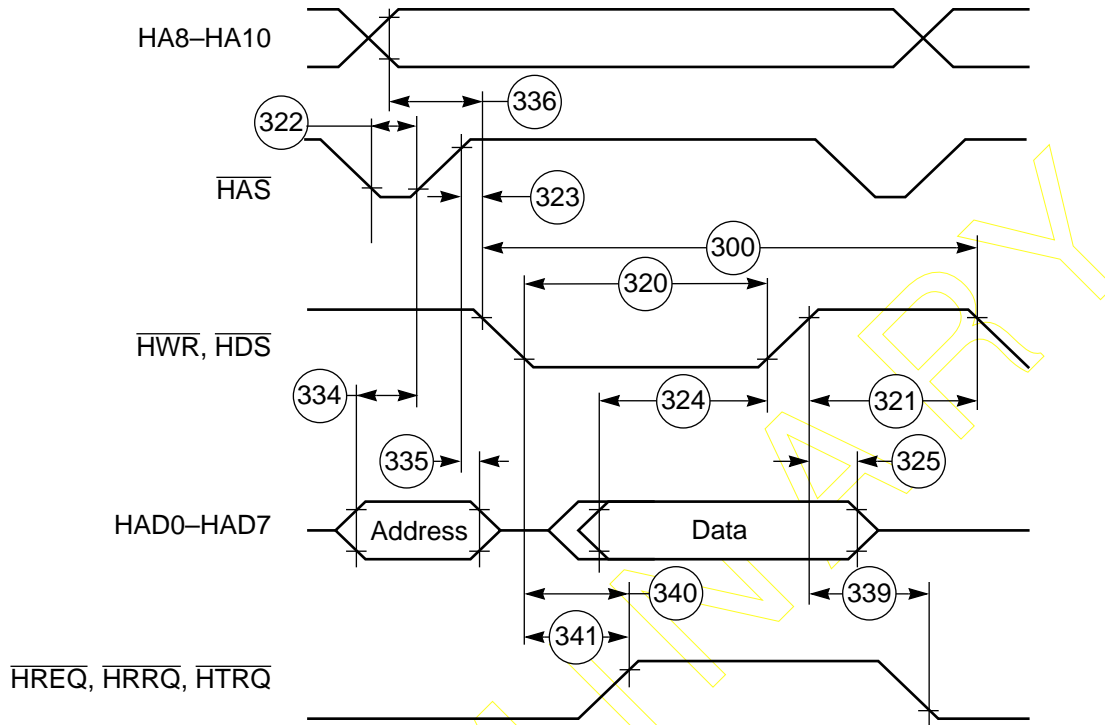 HA8–HA10
336
322
HAS
323
300
320
HWR, HDS
334
324
321
335
325
HAD0–HAD7
Address
Data
340
339
341
HREQ, HRRQ, HTRQ